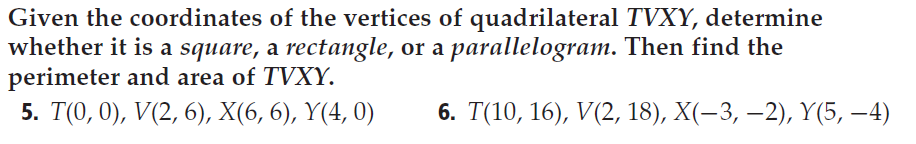 Given the coordinates of the vertices of quadrilateral TVXY, determine
whether it is a square, a rectangle, or a parallelogram. Then find the
perimeter and area of TVXY.
5. T(0, 0), V(2, 6), X(6, 6), Y(4, 0) 6. T(10, 16), V(2, 18), X(−3, −2), Y(5, −4)